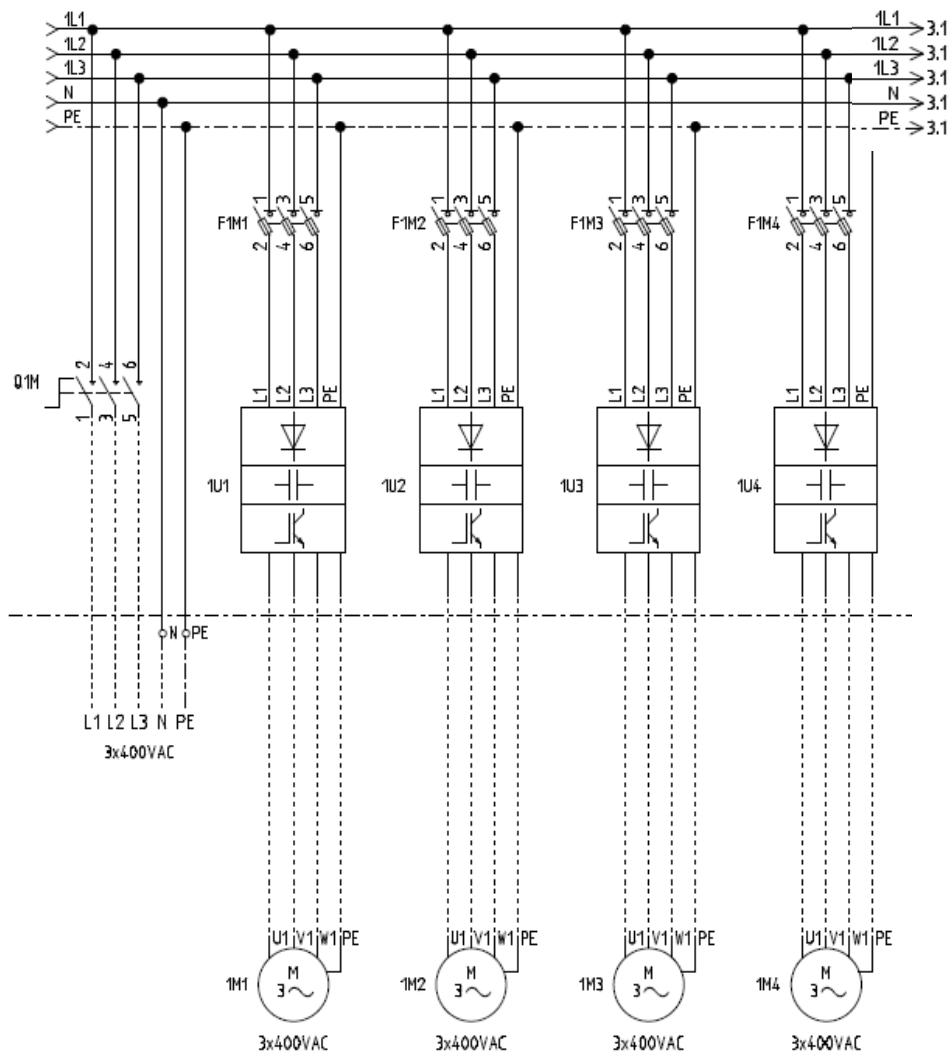 1L1 1L1 3.1
1L2 1L2 3.1
1L3 1L3 3.1
N N 3.1
PE PE 3.1
1 3 5 1 3 5 1 3 5 1 3 5
F1M1 F1M2 F1M3 F1M4
2 4 6 2 4 6 2 4 6 2 4 6
2 4 6
Q1M
1 3 5
L1 L2 L3 PE L1 L2 L3 PE L1 L2 L3 PE L1 L2 L3 PE
1U1 1U2 1U3 1U4
N PE
L1 L2 L3 N PE
3x400VAC
U1 V1 W1 PE U1 V1 W1 PE U1 V1 W1 PE U1 V1 W1 PE
M M M M
1M1 3 1M2 3 1M3 3 1M4 3
3x400VAC 3x400VAC 3x400VAC 3x400VAC